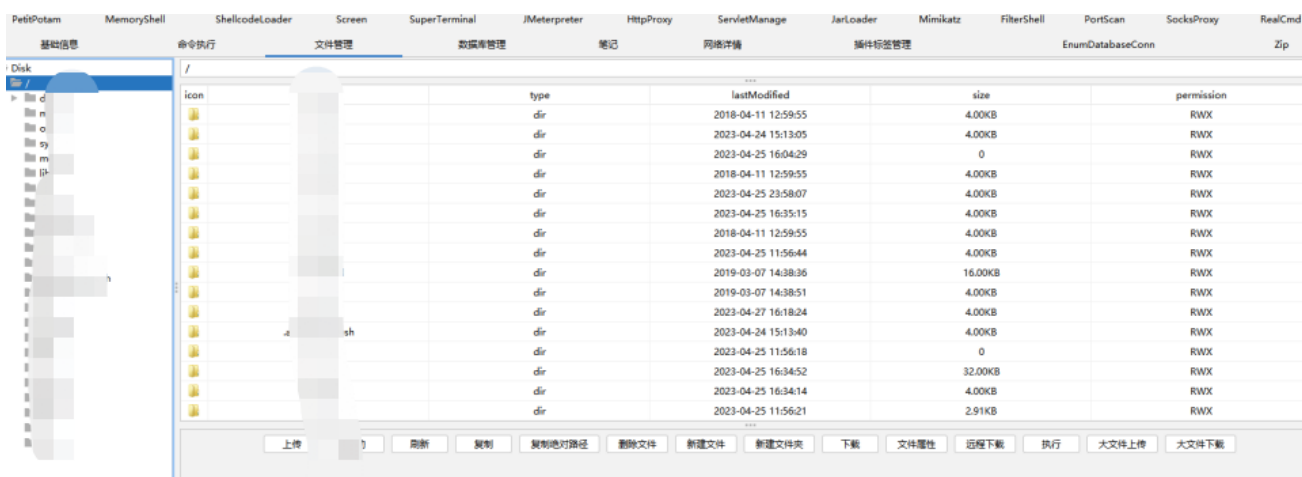 PetitPotam MemoryShell ShellcodeLoader Screen SuperTerminal JMeterpreter HttpProxy ServletManage JarLoader Mimikatz FilterShell PortScan SocksProxy RealCmd
基础信息 命令执行 文件管理 数据库管理 笔记 网络详情 插件标签管理 EnumDatabaseConn Zip
Disk
/
/
icon type lastModified size permission
dir 2018-04-11 12:59:55 4.00KB RWX
dir 2023-04-24 15:13:05 4.00KB RWX
dir 2023-04-25 16:04:29 0 RWX
dir 2018-04-11 12:59:55 4.00KB RWX
dir 2023-04-25 23:58:07 4.00KB RWX
dir 2023-04-25 16:35:15 4.00KB RWX
dir 2018-04-11 12:59:55 4.00KB RWX
dir 2023-04-25 11:56:44 4.00KB RWX
dir 2019-03-07 14:38:36 16.00KB RWX
dir 2019-03-07 14:38:51 4.00KB RWX
dir 2023-04-27 16:18:24 4.00KB RWX
dir 2023-04-24 15:13:40 4.00KB RWX
dir 2023-04-25 11:56:18 0 RWX
dir 2023-04-25 16:34:52 32.00KB RWX
dir 2023-04-25 16:34:14 4.00KB RWX
dir 2023-04-25 11:56:21 2.91KB RWX
上传 刷新 复制 复制绝对路径 删除文件 新建文件 新建文件夹 下载 文件属性 远程下载 执行 大文件上传 大文件下载